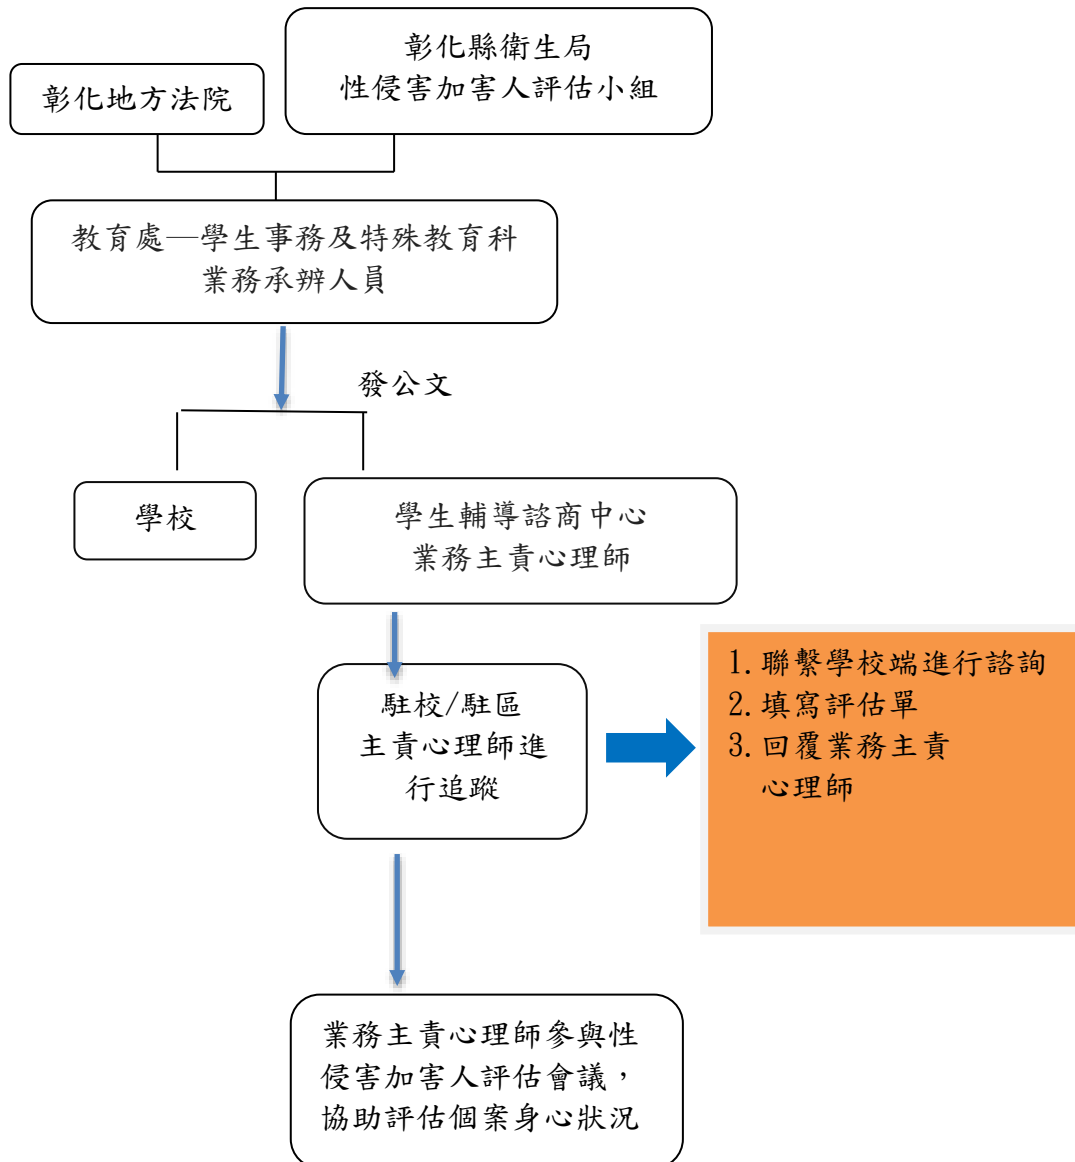 彰化縣衛生局
性侵害加害人評估小組
彰化地方法院
教育處—學生事務及特殊教育科
業務承辨人員
發公文
學校
學生輔導諮商中心
業務主責心理師
駐校/駐區
主責心理師進
行追蹤
1. 聯繫學校端進行諮詢
2. 填寫評估單
3. 回覆業務主責
心理師
業務主責心理師參與性
侵害加害人評估會議，
協助評估個案身心狀況